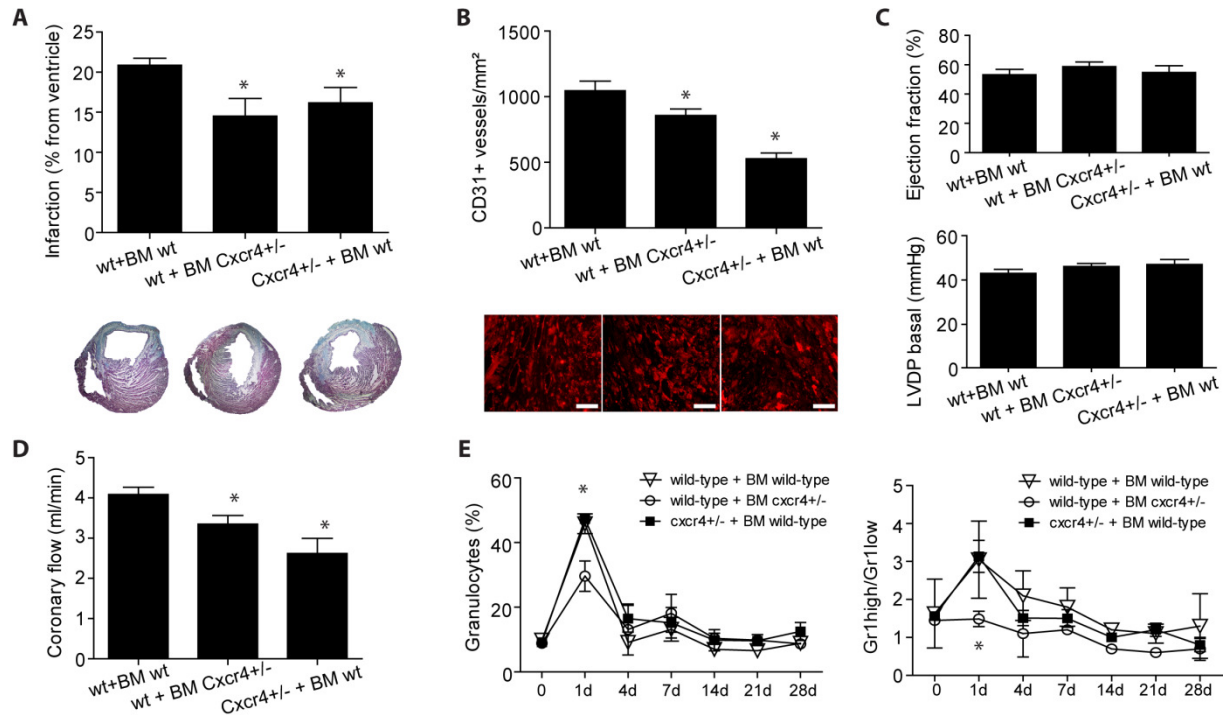 A
Infarction (% from ventricle)
25
20
15
10
5
0
*
*
wt+BM wt
wt + BM Cxcr4+/-
Cxcr4+/- + BM wt
B
CD31+ vessels/mm²
1500
1000
500
0
*
*
wt+BM wt
wt + BM Cxcr4+/-
Cxcr4+/- + BM wt
C
Ejection fraction (%)
80
60
40
20
0
wt+BM wt
wt + BM Cxcr4+/-
Cxcr4+/- + BM wt
LVDP basal (mmHg)
60
40
20
0
wt+BM wt
wt + BM Cxcr4+/-
Cxcr4+/- + BM wt
D
Coronary flow (ml/min)
5
4
3
2
1
0
*
*
wt+BM wt
wt + BM Cxcr4+/-
Cxcr4+/- + BM wt
E
Granulocytes (%)
60
40
20
0
*
wild-type + BM wild-type
wild-type + BM cxcr4+/-
cxcr4+/- + BM wild-type
0 1d 4d 7d 14d 21d 28d
Gr1high/Gr1low
5
4
3
2
1
0
*
wild-type + BM wild-type
wild-type + BM cxcr4+/-
cxcr4+/- + BM wild-type
0 1d 4d 7d 14d 21d 28d